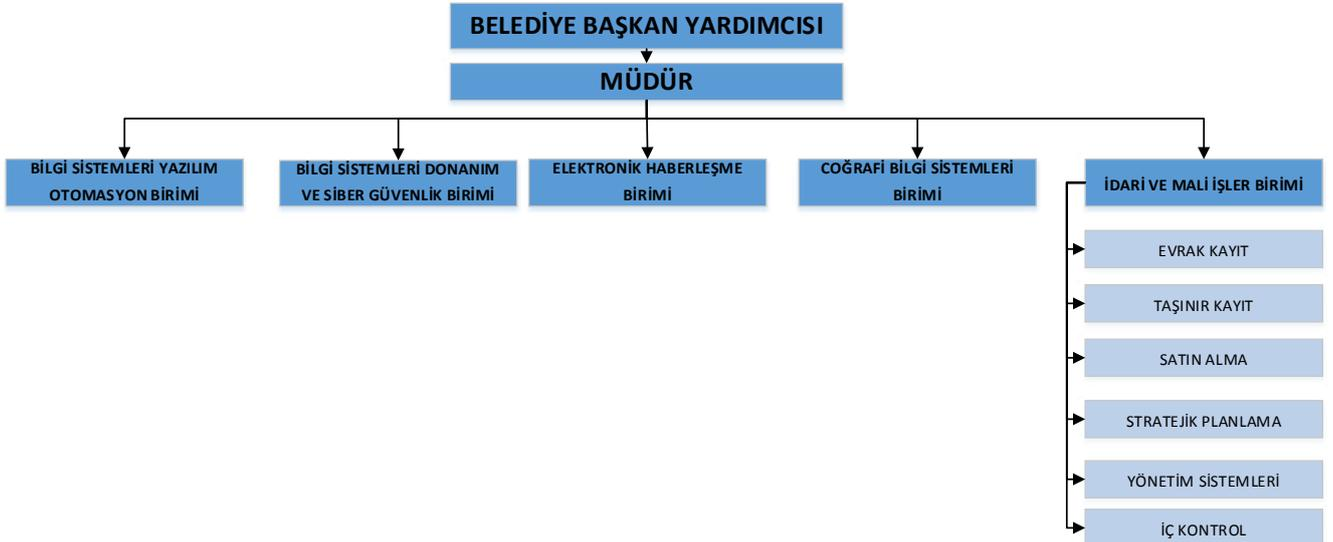 BELEDİYE BAŞKAN YARDIMCISI
MÜDÜR
BİLGİ SİSTEMLERİ YAZILIM
OTOMASYON BİRİMİ
BİLGİ SİSTEMLERİ DONANIM
VE SİBER GÜVENLİK BİRİMİ
ELEKTRONİK HABERLEŞME
BİRİMİ
COĞRAFİ BİLGİ SİSTEMLERİ
BİRİMİ
İDARİ VE MALİ İŞLER BİRİMİ
EVRAK KAYIT
TAŞINIR KAYIT
SATIN ALMA
STRATEJİK PLANLAMA
YÖNETİM SİSTEMLERİ
İÇ KONTROL